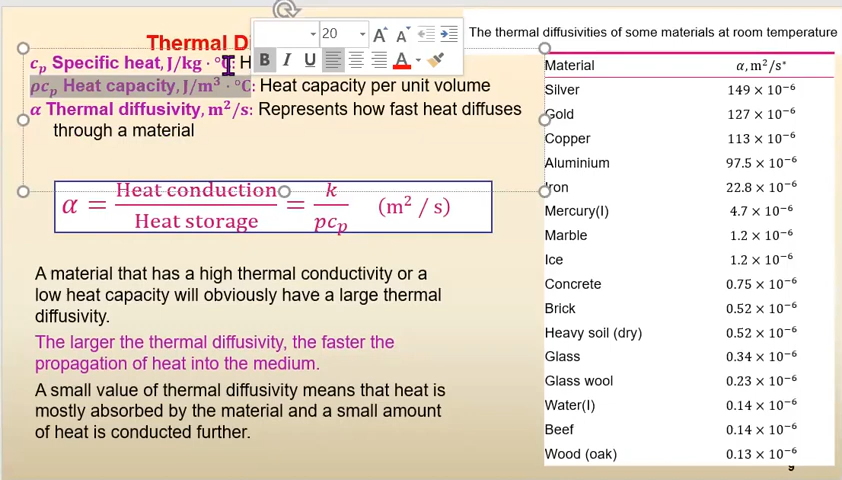 Thermal Di
20
A A
B I U A
The thermal diffusivities of some materials at room temperature
c_p Specific heat, J/kg · °C: H
ρc_p Heat capacity, J/m³ · °C: Heat capacity per unit volume
α Thermal diffusivity, m²/s: Represents how fast heat diffuses
through a material
α = Heat conduction / Heat storage = k / pc_p (m² / s)
A material that has a high thermal conductivity or a
low heat capacity will obviously have a large thermal
diffusivity.
The larger the thermal diffusivity, the faster the
propagation of heat into the medium.
A small value of thermal diffusivity means that heat is
mostly absorbed by the material and a small amount
of heat is conducted further.
Material α, m²/s*
Silver 149 × 10⁻⁶
Gold 127 × 10⁻⁶
Copper 113 × 10⁻⁶
Aluminium 97.5 × 10⁻⁶
Iron 22.8 × 10⁻⁶
Mercury(I) 4.7 × 10⁻⁶
Marble 1.2 × 10⁻⁶
Ice 1.2 × 10⁻⁶
Concrete 0.75 × 10⁻⁶
Brick 0.52 × 10⁻⁶
Heavy soil (dry) 0.52 × 10⁻⁶
Glass 0.34 × 10⁻⁶
Glass wool 0.23 × 10⁻⁶
Water(I) 0.14 × 10⁻⁶
Beef 0.14 × 10⁻⁶
Wood (oak) 0.13 × 10⁻⁶
9